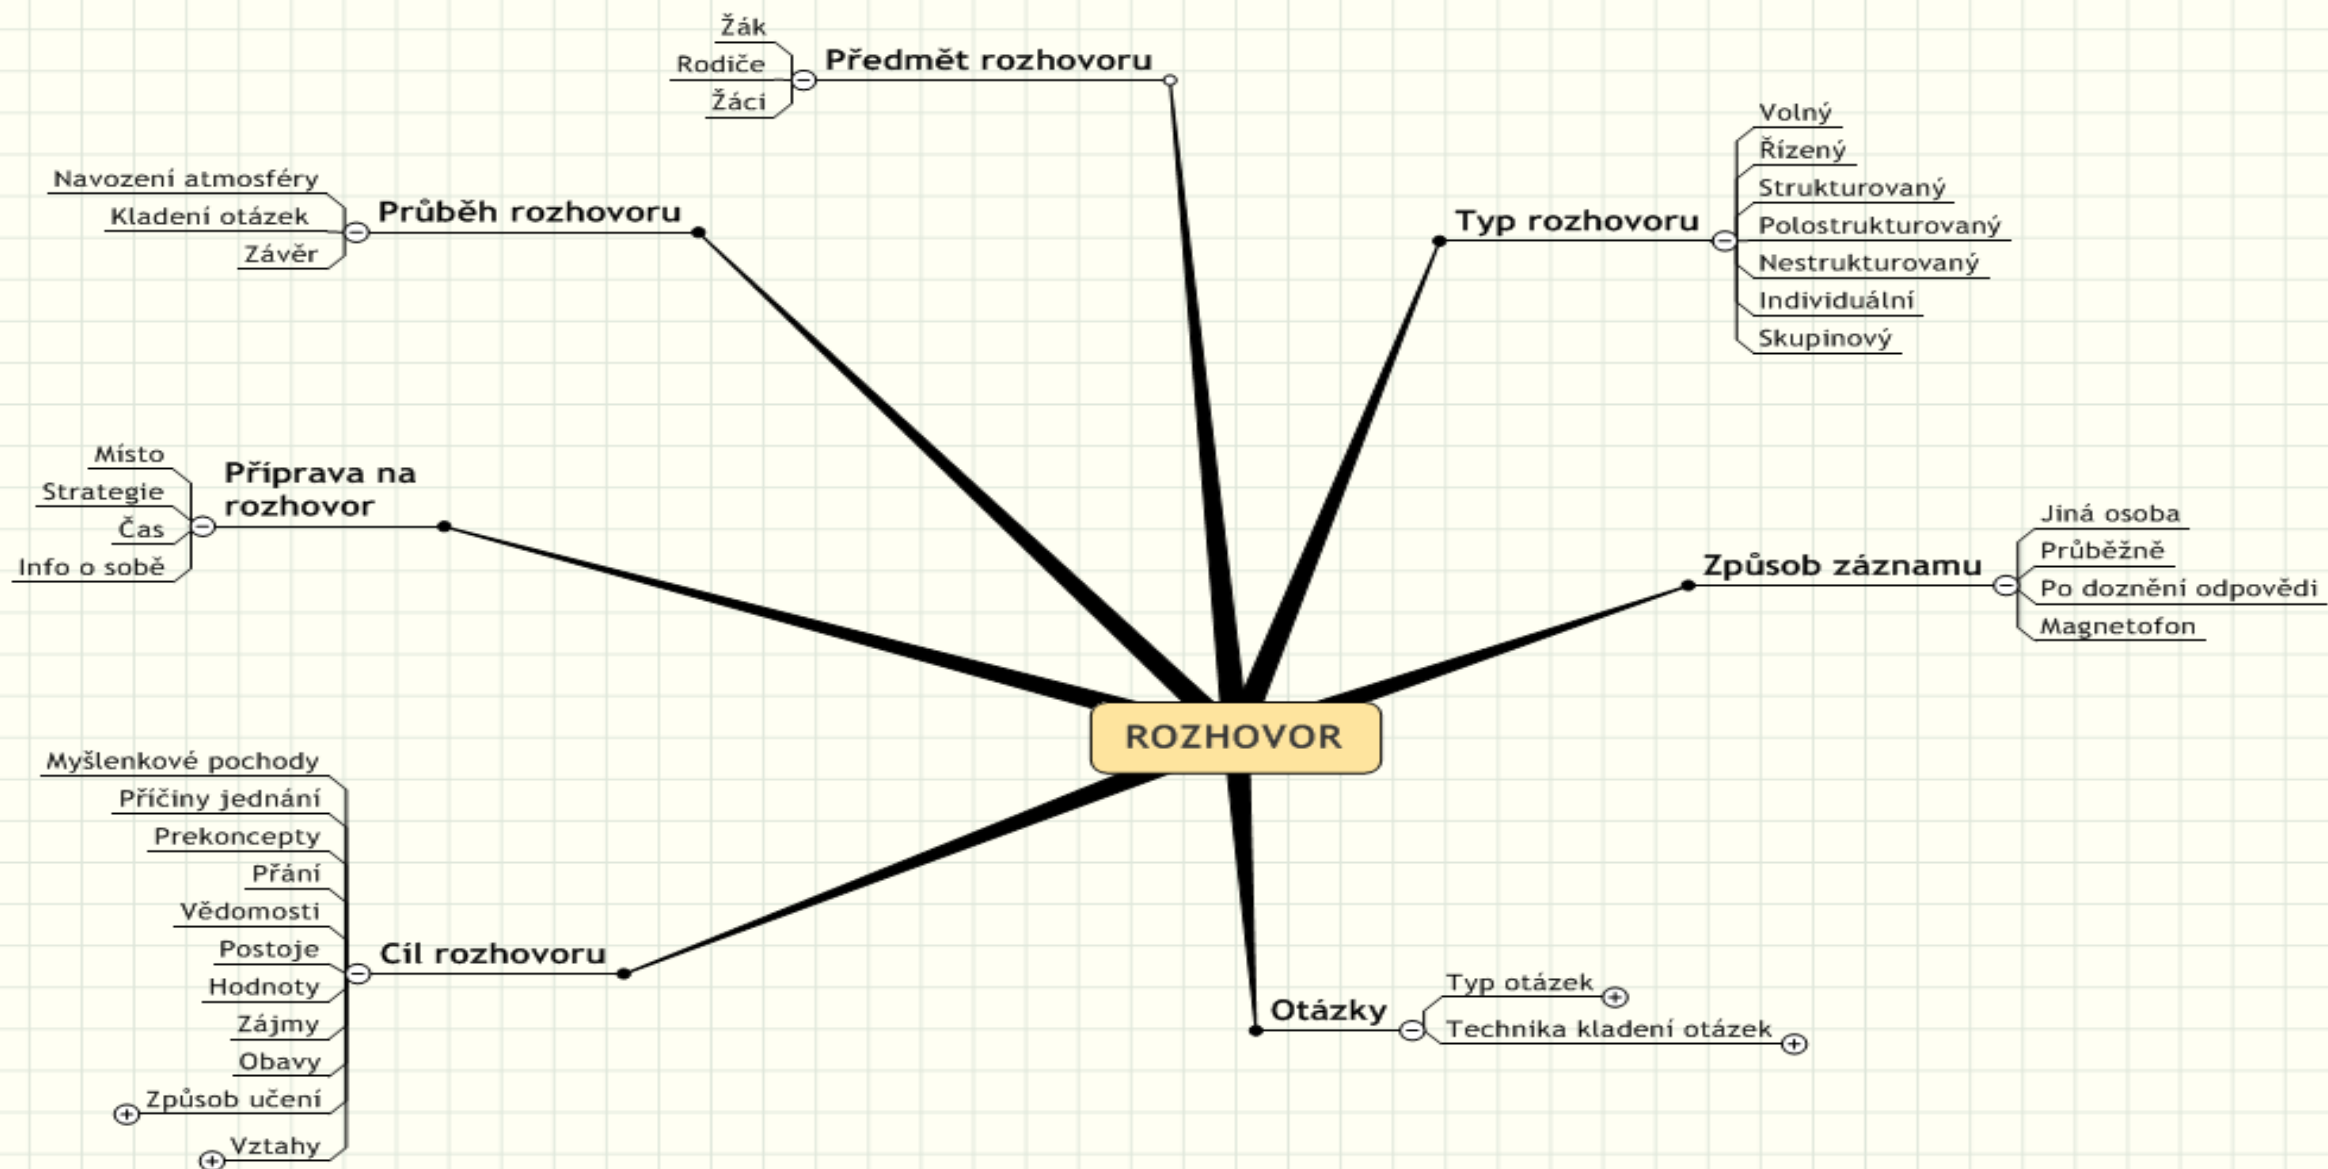 Žák
Rodiče
Žáci
Předmět rozhovoru
Navození atmosféry
Kladení otázek
Závěr
Průběh rozhovoru
Volný
Řízený
Strukturovaný
Polostrukturovaný
Nestrukturovaný
Individuální
Skupinový
Typ rozhovoru
Místo
Strategie
Čas
Info o sobě
Příprava na
rozhovor
Způsob záznamu
Jiná osoba
Průběžně
Po doznění odpovědi
Magnetofon
ROZHOVOR
Myšlenkové pochody
Příčiny jednání
Prekoncepty
Přání
Vědomosti
Postoje
Hodnoty
Zájmy
Obavy
Způsob učení
Vztahy
Cíl rozhovoru
Otázky
Typ otázek
Technika kladení otázek